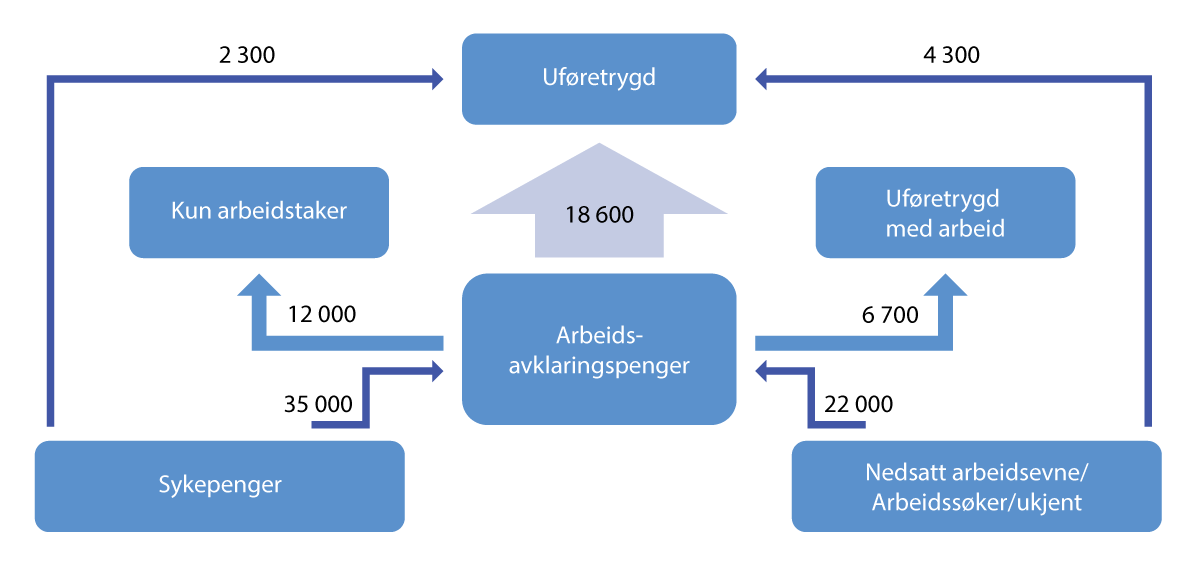 2 300
Uføretrygd
4 300
Kun arbeidstaker
18 600
Uføretrygd
med arbeid
12 000
Arbeids-
avklaringspenger
6 700
35 000
22 000
Sykepenger
Nedsatt arbeidsevne/
Arbeidssøker/ukjent